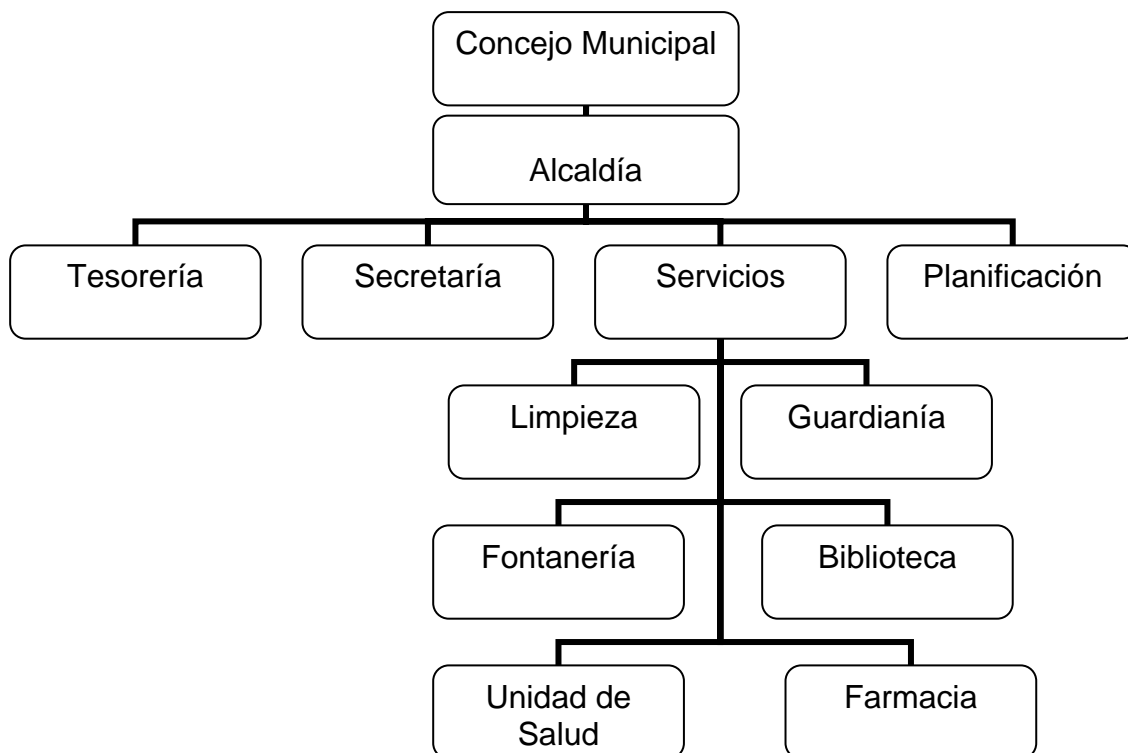 Concejo Municipal
Alcaldía
Tesorería
Secretaría
Servicios
Planificación
Limpieza
Guardianía
Fontanería
Biblioteca
Unidad de
Salud
Farmacia